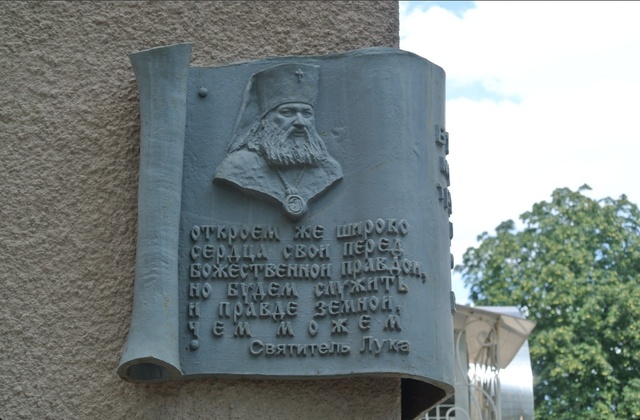 ОТКРОЕМ ЖЕ ШИРОКО
СЕРДЦА СВОИ ПЕРЕД
БОЖЕСТВЕННОЙ ПРАВДОЙ,
НО БУДЕМ СЛУЖИТЬ
И ПРАВДЕ ЗЕМНОЙ,
ЧЕМ МОЖЕМ
Святитель Лука